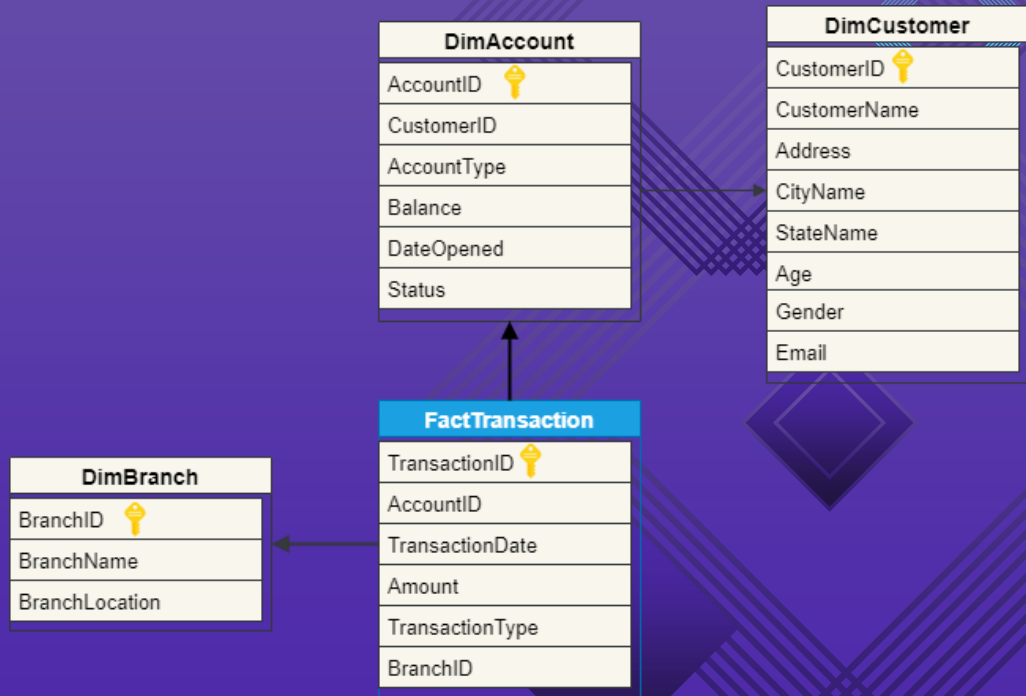 DimAccount
AccountID
CustomerID
AccountType
Balance
DateOpened
Status
DimCustomer
CustomerID
CustomerName
Address
CityName
StateName
Age
Gender
Email
FactTransaction
TransactionID
AccountID
TransactionDate
Amount
TransactionType
BranchID
DimBranch
BranchID
BranchName
BranchLocation